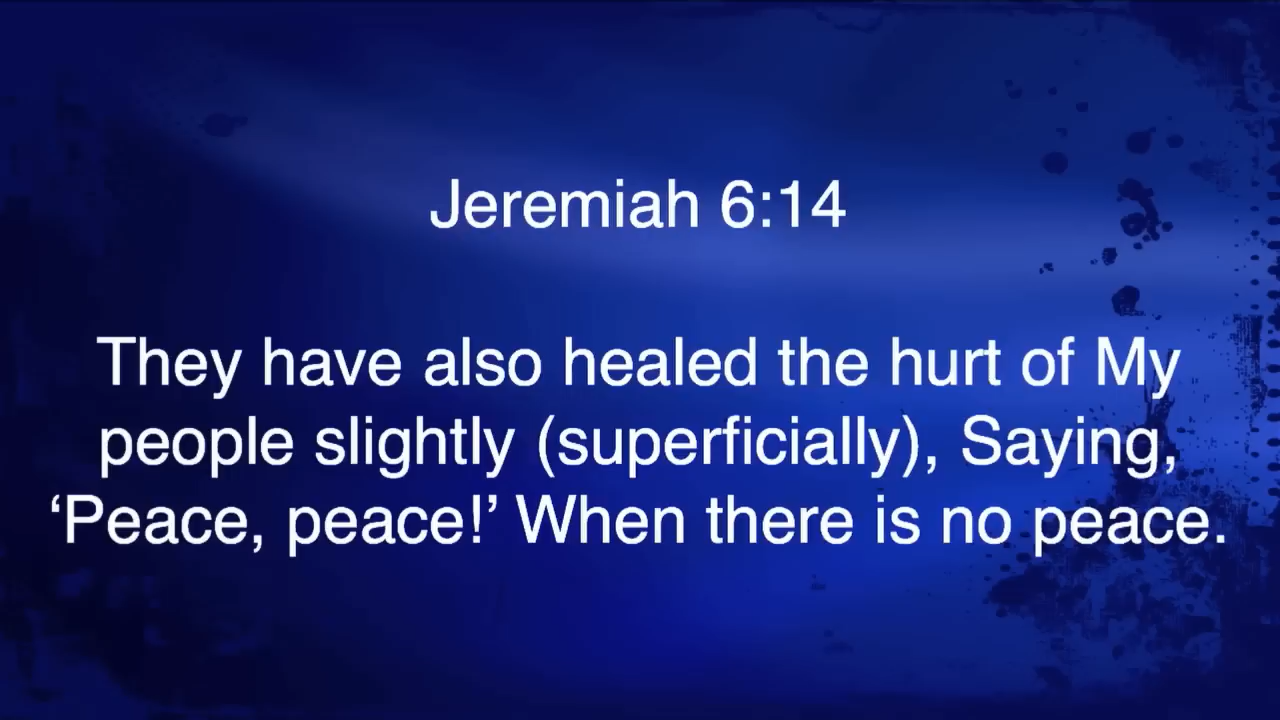 Jeremiah 6:14
They have also healed the hurt of My
people slightly (superficially), Saying,
‘Peace, peace!’ When there is no peace.